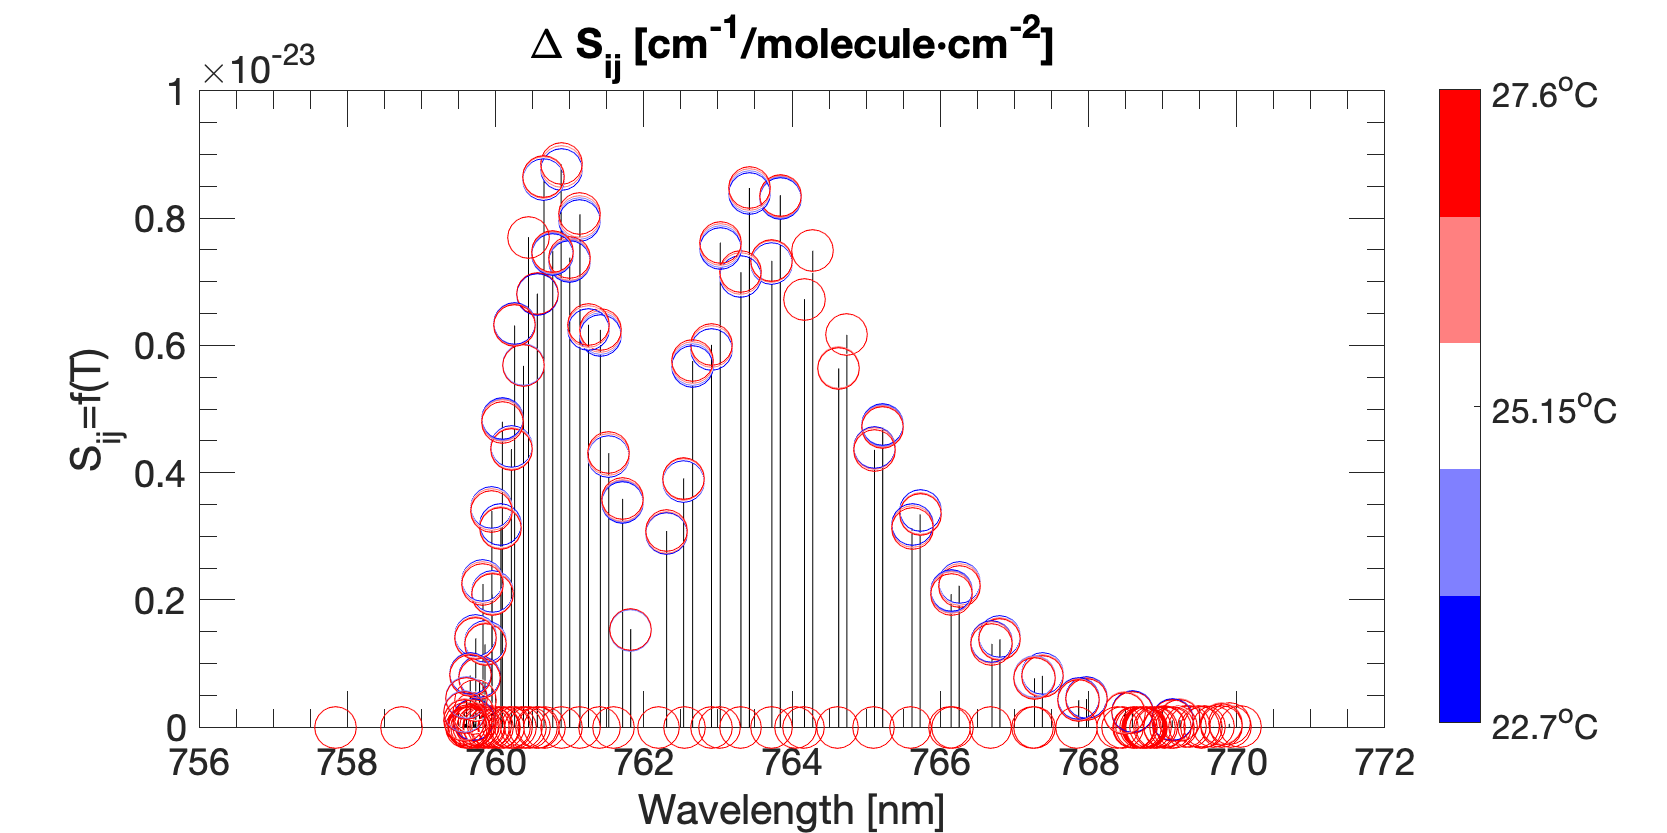 Δ S_ij [cm^-1/molecule·cm^-2]
×10^-23
1
0.8
0.6
0.4
0.2
0
S_ij=f(T)
756 758 760 762 764 766 768 770 772
Wavelength [nm]
27.6°C
25.15°C
22.7°C